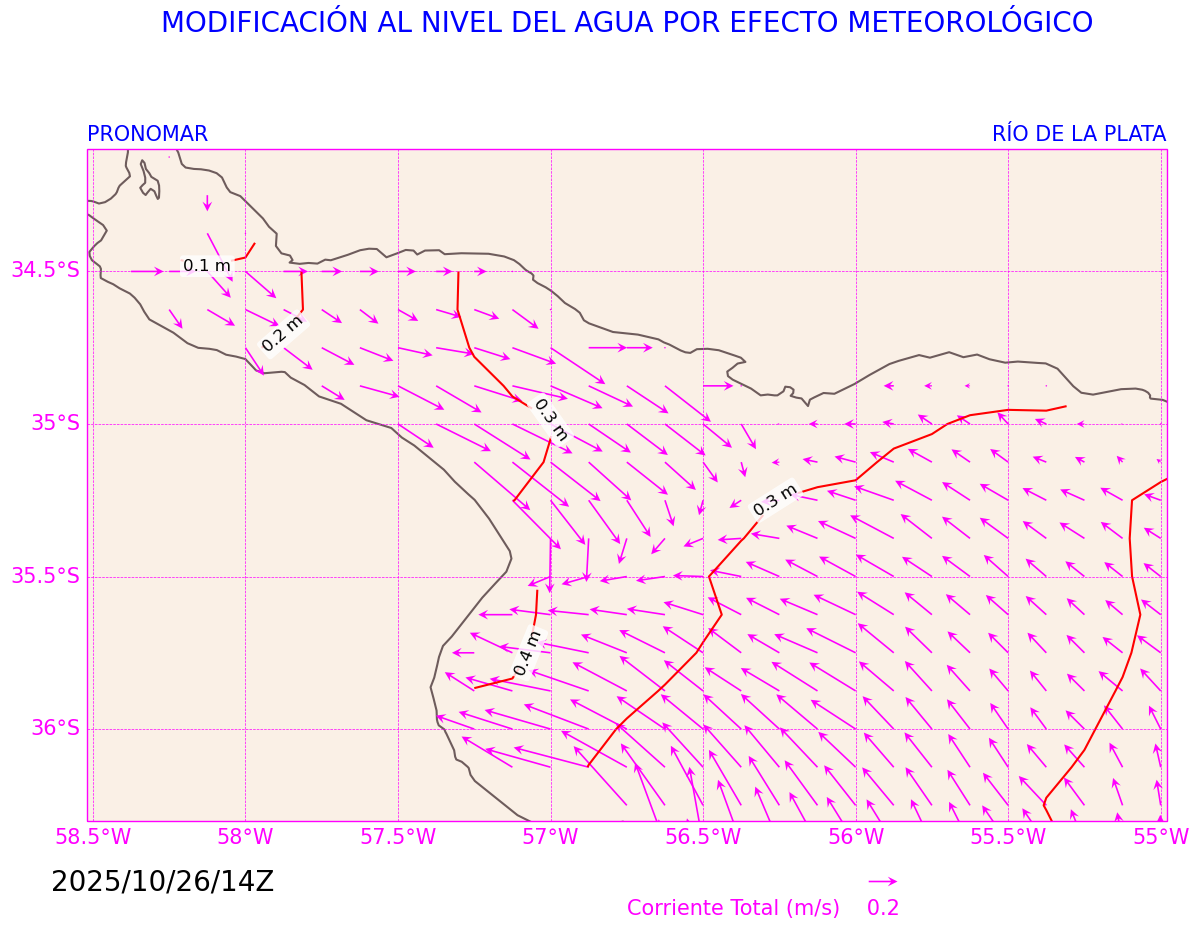 MODIFICACIÓN AL NIVEL DEL AGUA POR EFECTO METEOROLÓGICO
PRONOMAR
RÍO DE LA PLATA
0.1 m
34.5°S
0.2 m
0.3 m
35°S
0.3 m
35.5°S
0.4 m
36°S
58.5°W
58°W
57.5°W
57°W
56.5°W
56°W
55.5°W
55°W
2025/10/26/14Z
Corriente Total (m/s)
0.2